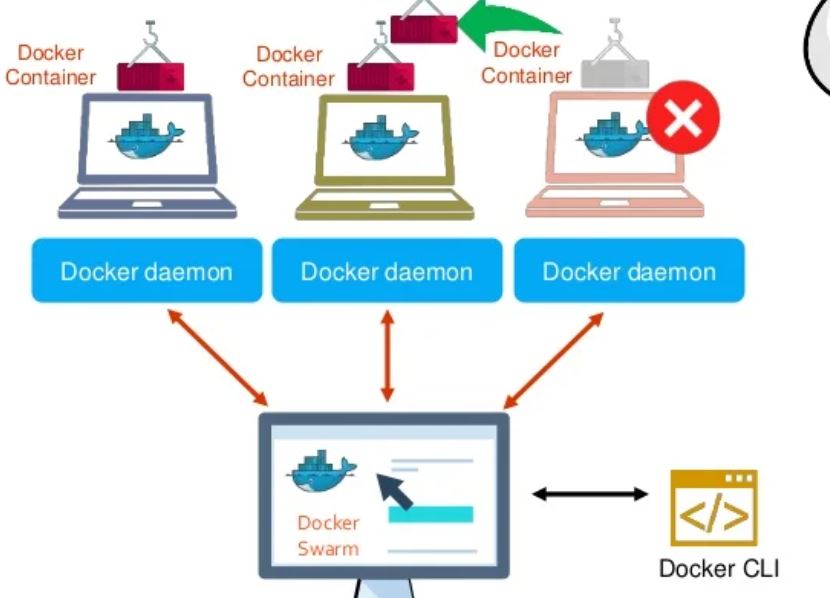 Docker
Container
Docker
Container
Docker
Container
Docker daemon
Docker daemon
Docker daemon
Docker
Swarm
</>
Docker CLI